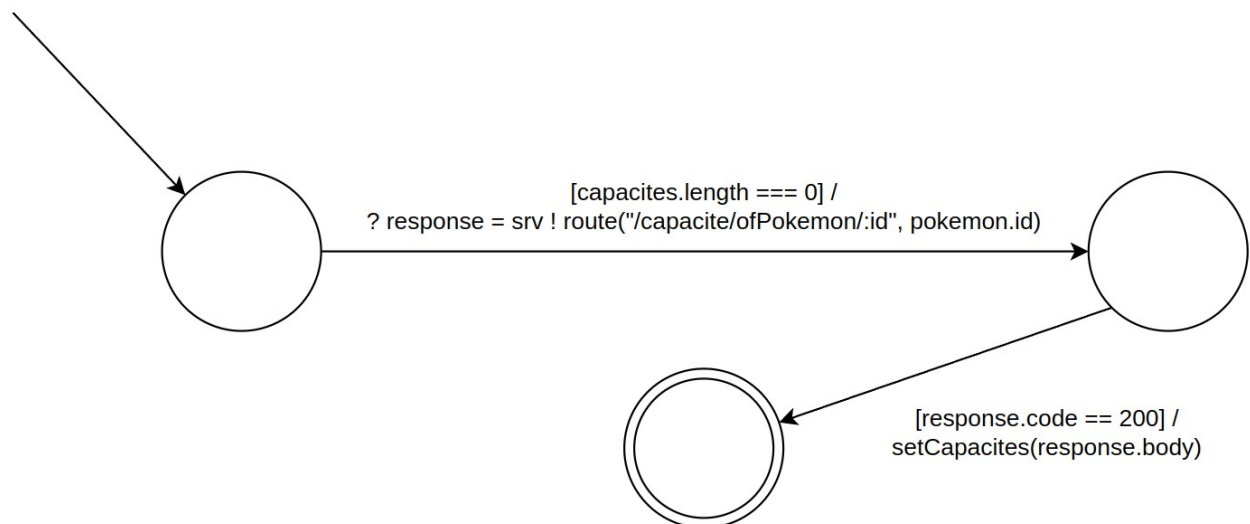 [capacites.length === 0] /
? response = srv ! route("/capacite/ofPokemon/:id", pokemon.id)
[response.code == 200] /
setCapacites(response.body)